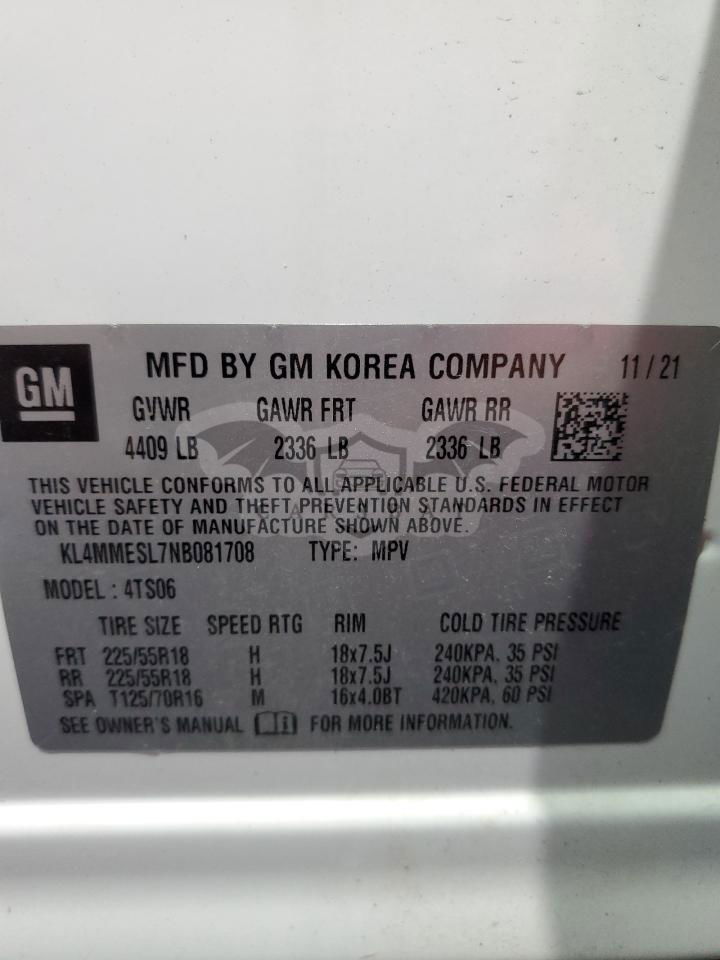 GM
MFD BY GM KOREA COMPANY 11/21
GVWR GAWR FRT GAWR RR
4409 LB 2336 LB 2336 LB
THIS VEHICLE CONFORMS TO ALL APPLICABLE U.S. FEDERAL MOTOR
VEHICLE SAFETY AND THEFT PREVENTION STANDARDS IN EFFECT
ON THE DATE OF MANUFACTURE SHOWN ABOVE.
KL4MMESL7NB081708 TYPE: MPV
MODEL : 4TS06
TIRE SIZE SPEED RTG RIM COLD TIRE PRESSURE
FRT 225/55R18 H 18x7.5J 240KPA, 35 PSI
RR 225/55R18 H 18x7.5J 240KPA, 35 PSI
SPA T125/70R16 M 16x4.0BT 420KPA, 60 PSI
SEE OWNER'S MANUAL FOR MORE INFORMATION.